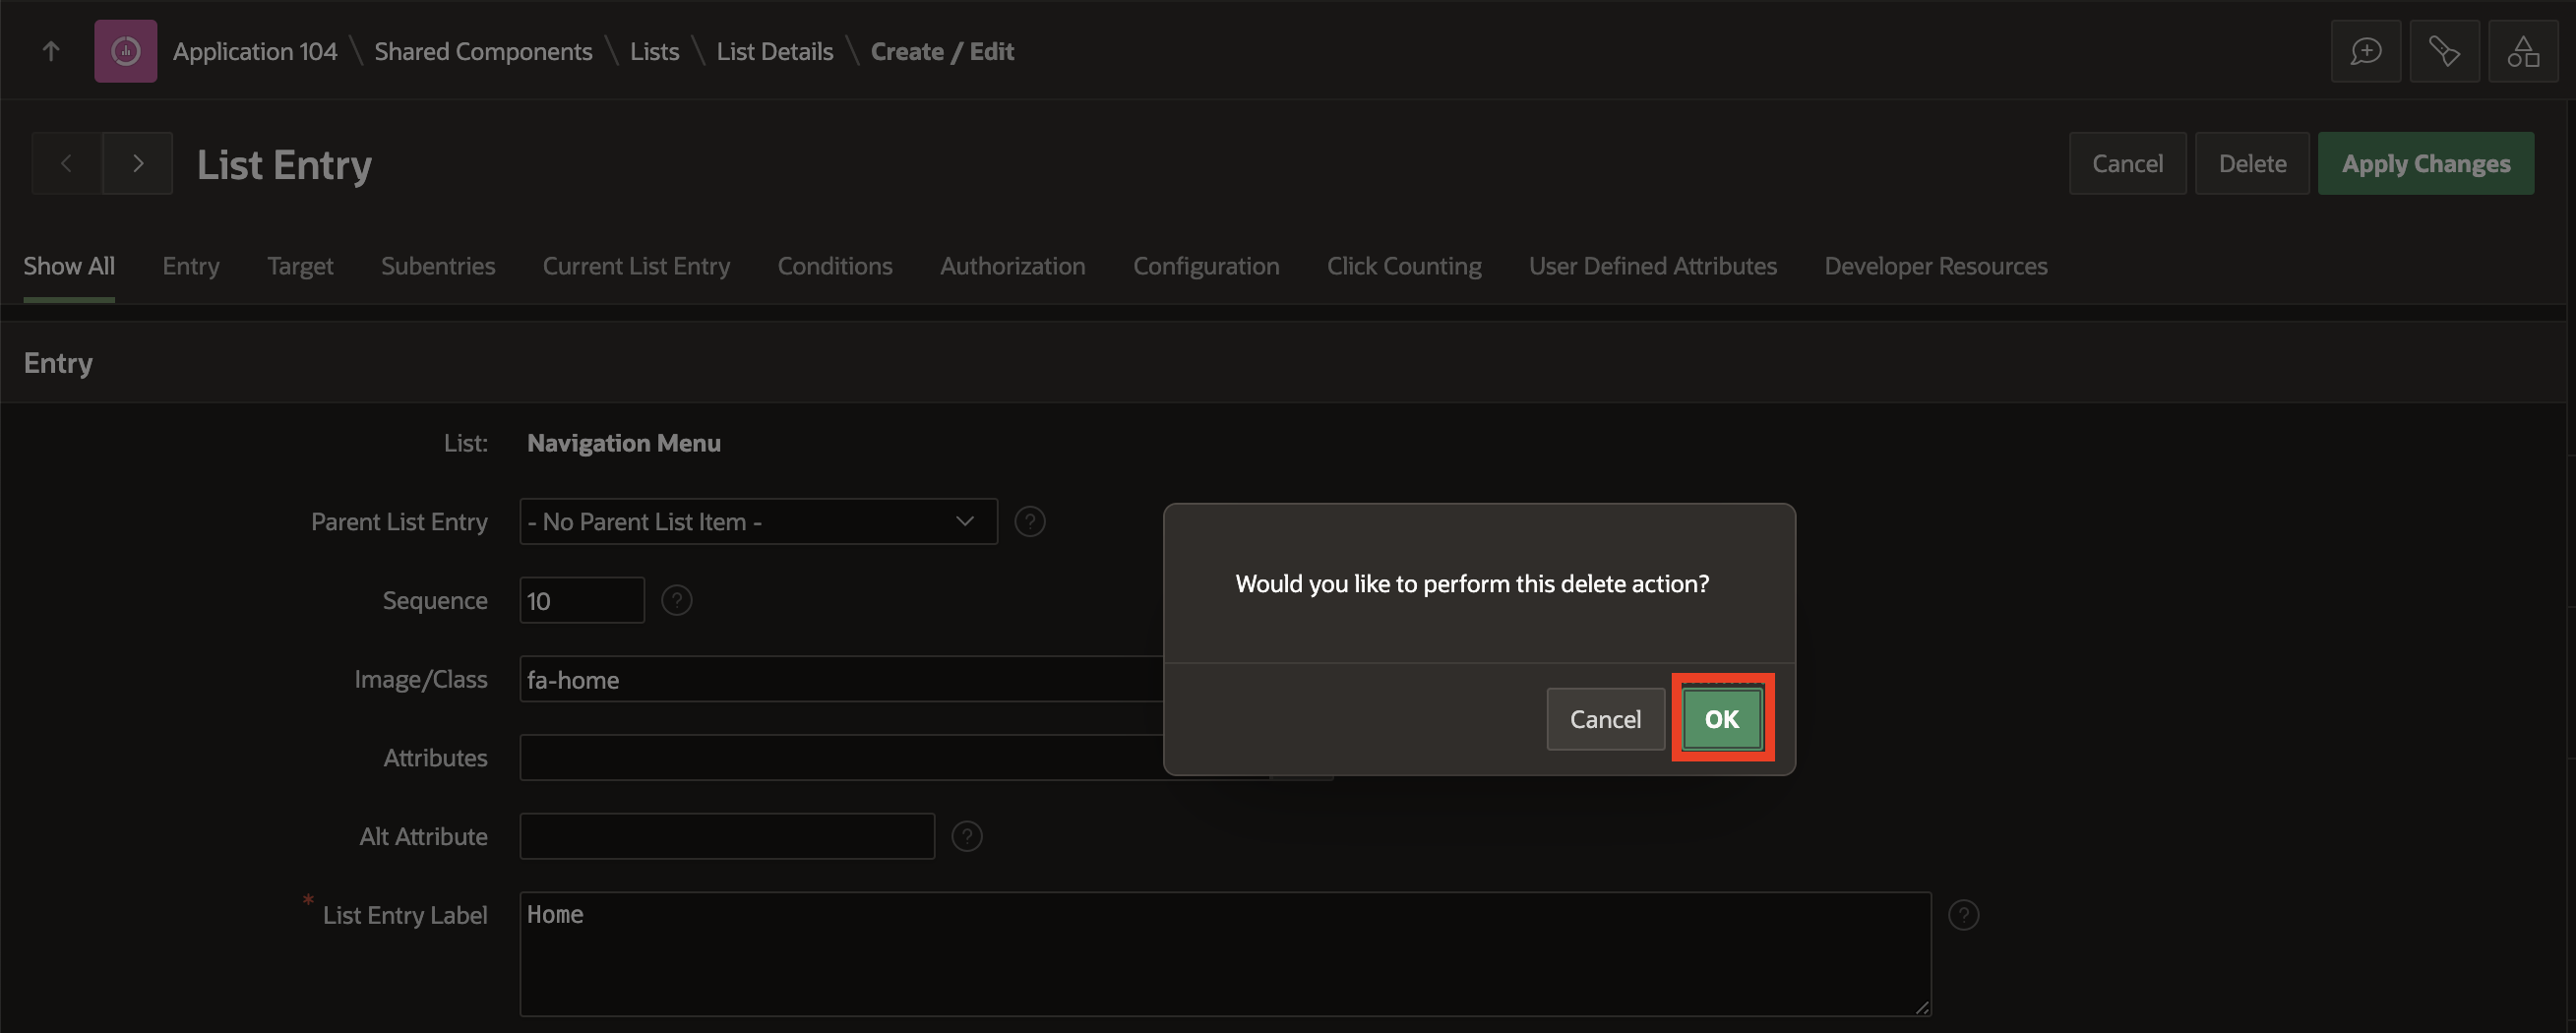 Application 104 \ Shared Components \ Lists \ List Details \ Create / Edit
List Entry
Cancel Delete Apply Changes
Show All Entry Target Subentries Current List Entry Conditions Authorization Configuration Click Counting User Defined Attributes Developer Resources
Entry
List: Navigation Menu
Parent List Entry - No Parent List Item - ?
Sequence 10 ?
Image/Class fa-home
Attributes
Alt Attribute ?
* List Entry Label Home ?
Would you like to perform this delete action?
Cancel OK